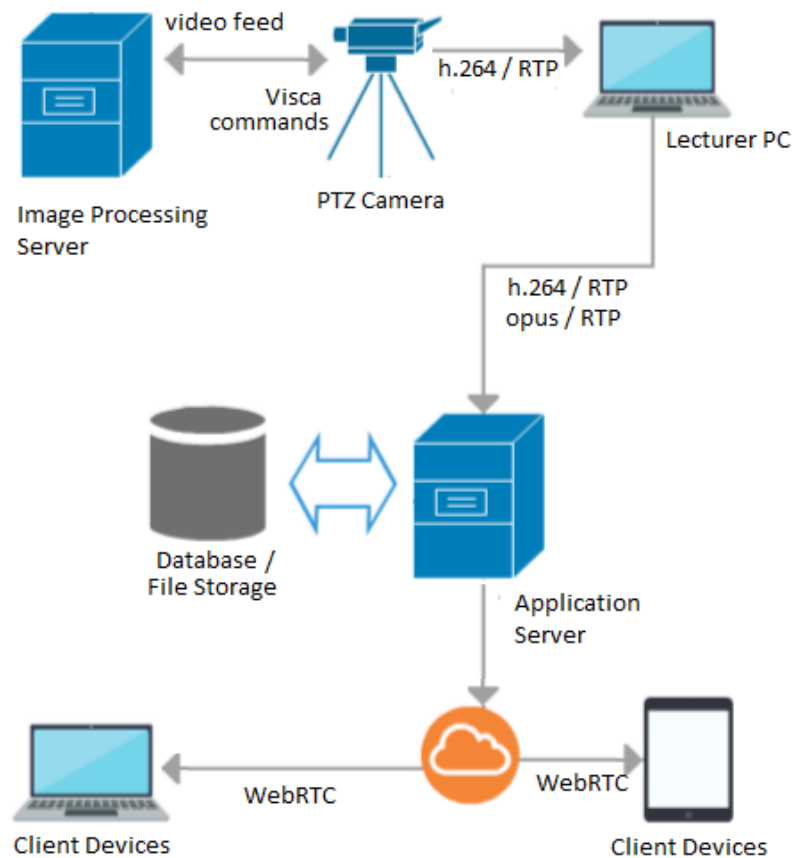 video feed
Visca
commands
h.264 / RTP
Lecturer PC
PTZ Camera
Image Processing
Server
h.264 / RTP
opus / RTP
Database /
File Storage
Application
Server
WebRTC
WebRTC
Client Devices
Client Devices